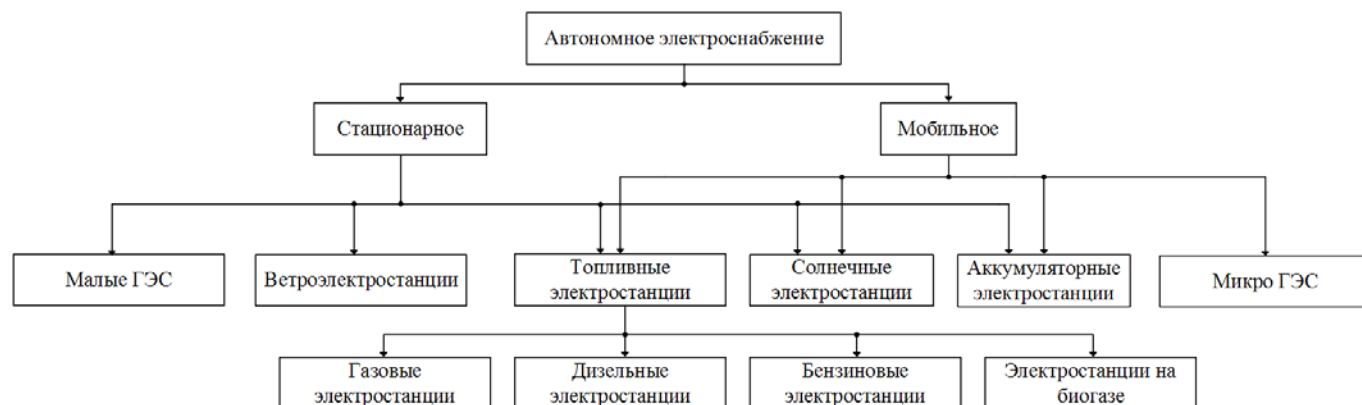 Автономное электроснабжение
Стационарное
Мобильное
Малые ГЭС
Ветроэлектростанции
Топливные
электростанции
Солнечные
электростанции
Аккумуляторные
электростанции
Микро ГЭС
Газовые
электростанции
Дизельные
электростанции
Бензиновые
электростанции
Электростанции на
биогазе